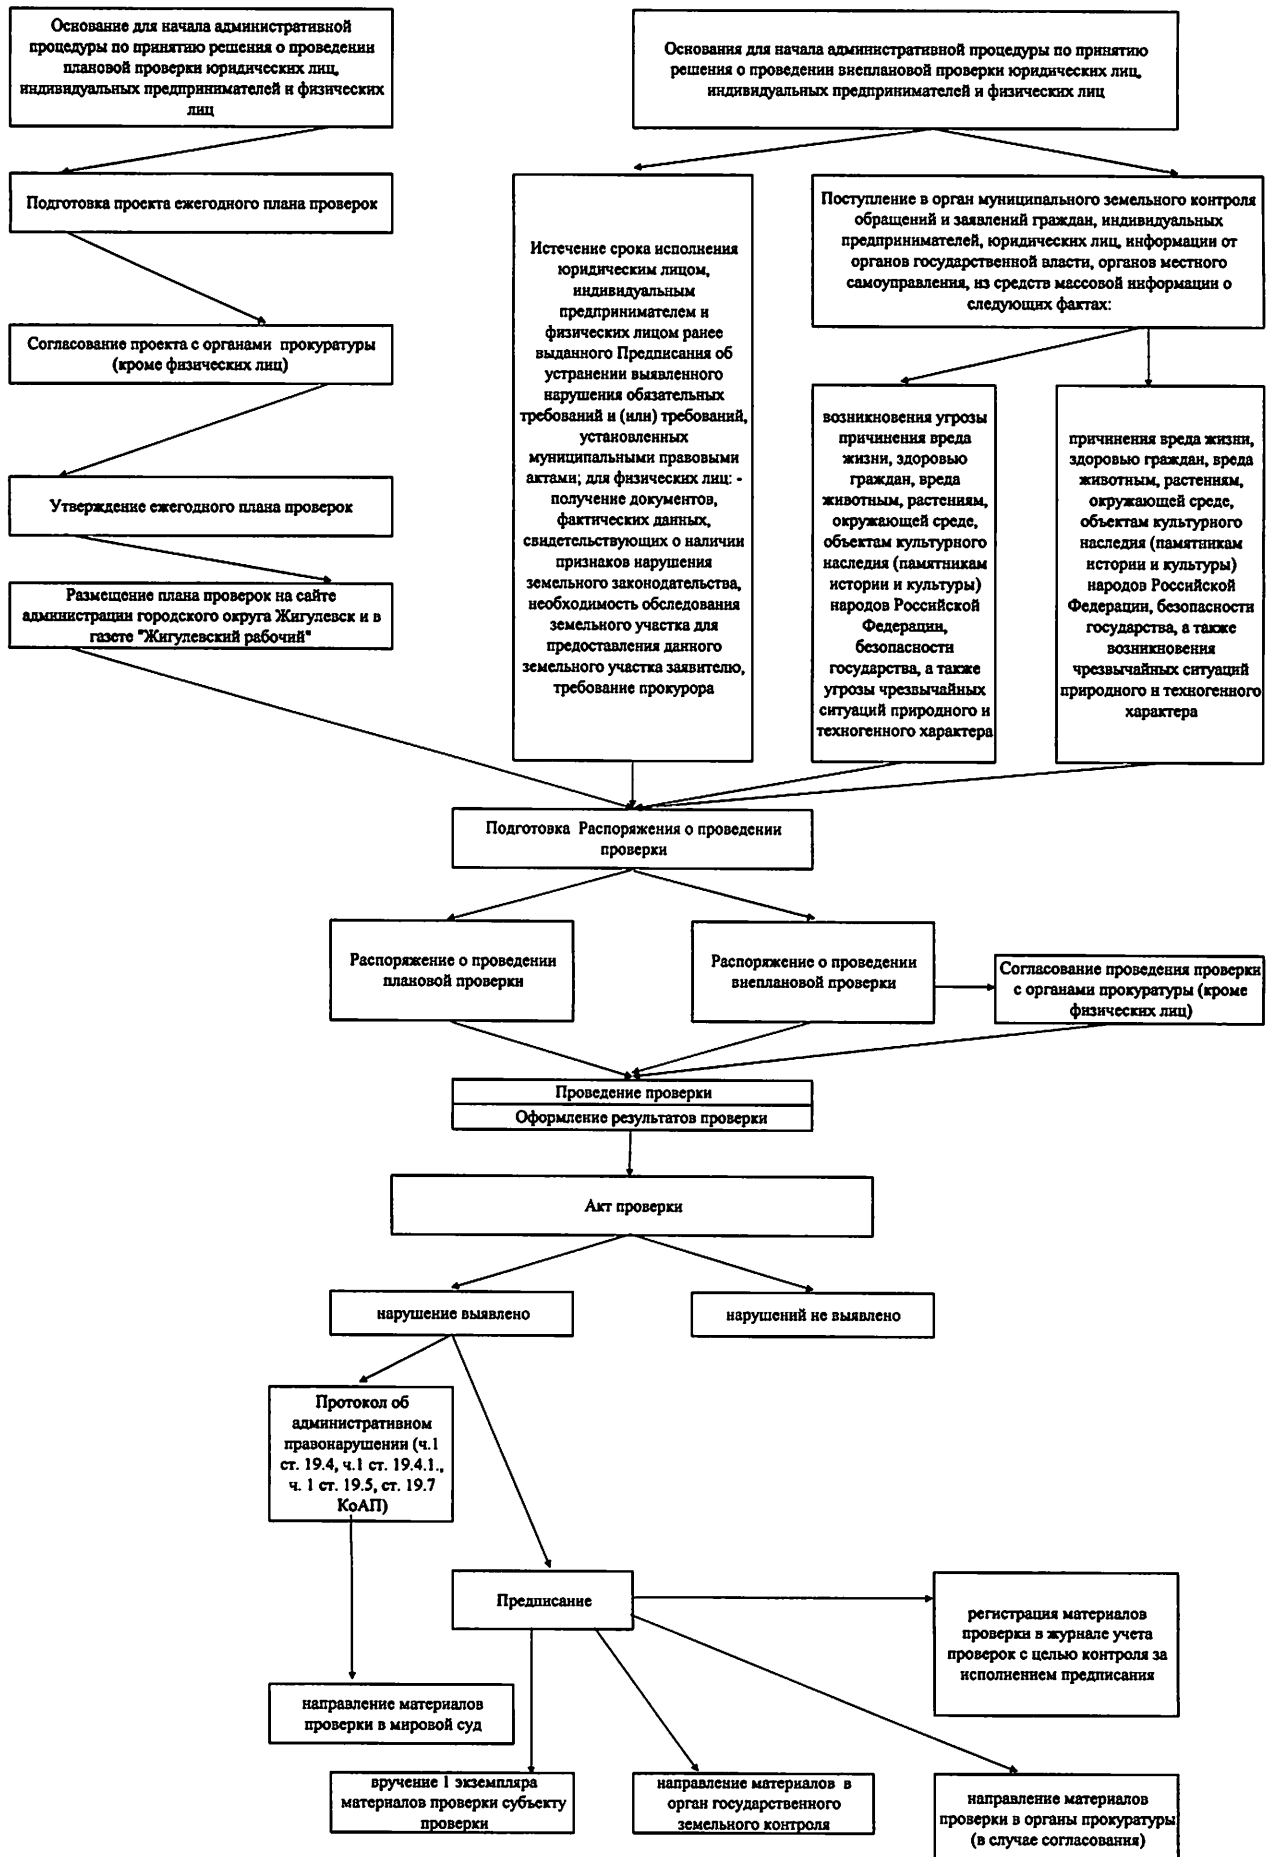 Основание для начала административной
процедуры по принятию решения о проведении
плановой проверки юридических лиц,
индивидуальных предпринимателей и физических
лиц
Основания для начала административной процедуры по принятию
решения о проведении внеплановой проверки юридических лиц,
индивидуальных предпринимателей и физических лиц
Подготовка проекта ежегодного плана проверок
Согласование проекта с органами прокуратуры
(кроме физических лиц)
Утверждение ежегодного плана проверок
Размещение плана проверок на сайте
администрации городского округа Жигулевск и в
газете "Жигулевский рабочий"
Истечение срока исполнения
юридическим лицом,
индивидуальным
предпринимателем и
физических лицом ранее
выданного Предписания об
устранении выявленного
нарушения обязательных
требований и (или) требований,
установленных
муниципальными правовыми
актами; для физических лиц: -
получение документов,
фактических данных,
свидетельствующих о наличии
признаков нарушения
земельного законодательства,
необходимость обследования
земельного участка для
предоставления данного
земельного участка заявителю,
требование прокурора
Поступление в орган муниципального земельного контроля
обращений и заявлений граждан, индивидуальных
предпринимателей, юридических лиц, информации от
органов государственной власти, органов местного
самоуправления, из средств массовой информации о
следующих фактах:
возникновения угрозы
причинения вреда
жизни, здоровью
граждан, вреда
животным, растениям,
окружающей среде,
объектам культурного
наследия (памятникам
истории и культуры)
народов Российской
Федерации,
безопасности
государства, а также
угрозы чрезвычайных
ситуаций природного и
техногенного характера
причинения вреда жизни,
здоровью граждан, вреда
животным, растениям,
окружающей среде,
объектам культурного
наследия (памятникам
истории и культуры)
народов Российской
Федерации, безопасности
государства, а также
возникновения
чрезвычайных ситуаций
природного и техногенного
характера
Подготовка Распоряжения о проведении
проверки
Распоряжение о проведении
плановой проверки
Распоряжение о проведении
внеплановой проверки
Согласование проведения проверки
с органами прокуратуры (кроме
физических лиц)
Проведение проверки
Оформление результатов проверки
Акт проверки
нарушение выявлено
нарушений не выявлено
Протокол об
административном
правонарушении (ч.1
ст. 19.4, ч.1 ст. 19.4.1.,
ч. 1 ст. 19.5, ст. 19.7
КоАП)
Предписание
регистрация материалов
проверки в журнале учета
проверок с целью контроля за
исполнением предписания
направление материалов
проверки в мировой суд
вручение 1 экземпляра
материалов проверки субъекту
проверки
направление материалов в
орган государственного
земельного контроля
направление материалов
проверки в органы прокуратуры
(в случае согласования)